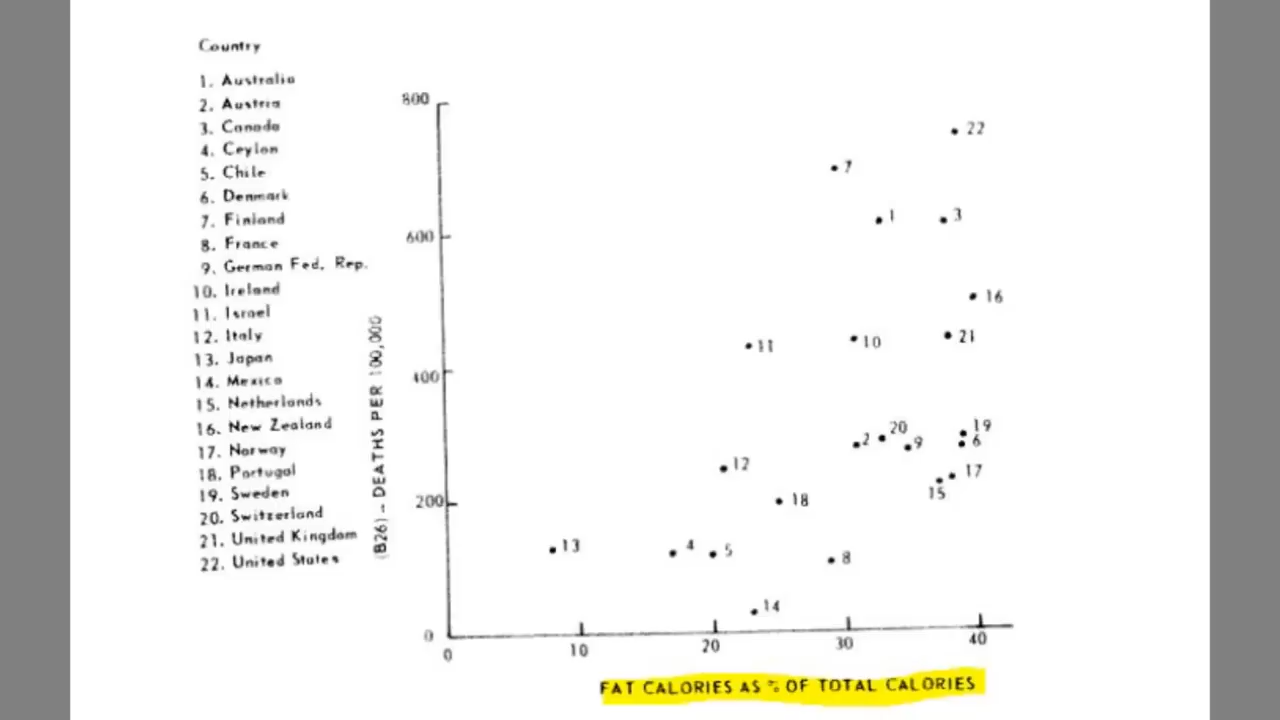 Country
1. Australia
2. Austria
3. Canada
4. Ceylon
5. Chile
6. Denmark
7. Finland
8. France
9. German Fed. Rep.
10. Ireland
11. Israel
12. Italy
13. Japan
14. Mexico
15. Netherlands
16. New Zealand
17. Norway
18. Portugal
19. Sweden
20. Switzerland
21. United Kingdom
22. United States
(B26) - DEATHS PER 100,000
800
600
400
200
0
22
7
1
3
16
21
11
10
20
19
2
9
6
12
17
15
18
13
4
5
8
14
0
10
20
30
40
FAT CALORIES AS % OF TOTAL CALORIES